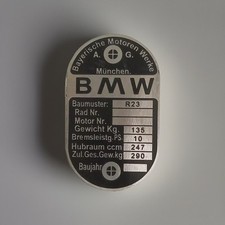 Bayerische Motoren Werke
A. G.
München.
BMW
Baumuster: R23
Rad Nr.
Motor Nr.
Gewicht Kg. 135
Bremsleistg.PS 10
Hubraum ccm 247
Zul.Ges.Gew.kg 290
Baujahr